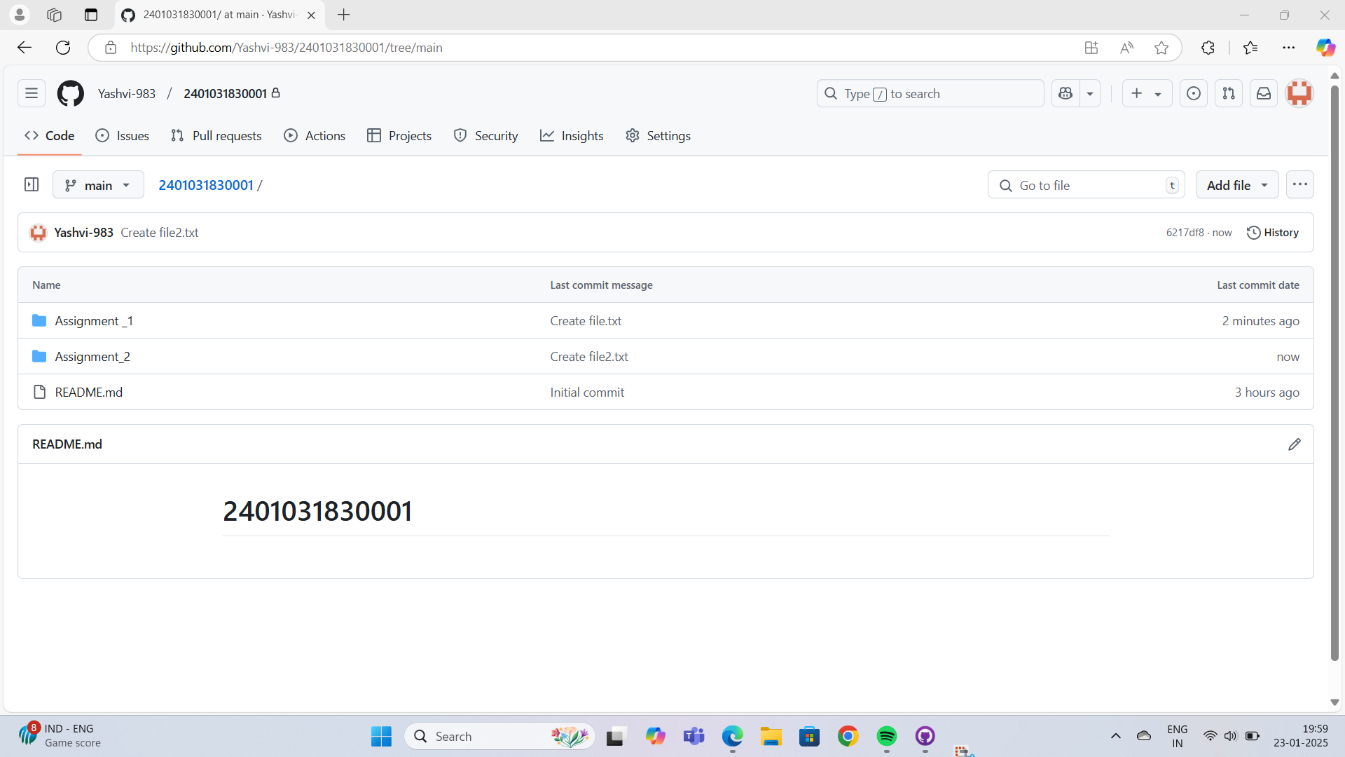 2401031830001/ at main · Yashvi-
https://github.com/Yashvi-983/2401031830001/tree/main
Yashvi-983 / 2401031830001
Type / to search
Code Issues Pull requests Actions Projects Security Insights Settings
main 2401031830001 /
Go to file t Add file
Yashvi-983 Create file2.txt 6217df8 · now History
Name Last commit message Last commit date
Assignment _1 Create file.txt 2 minutes ago
Assignment_2 Create file2.txt now
README.md Initial commit 3 hours ago
README.md
2401031830001
8 IND - ENG
Game score
Search
ENG
IN
19:59
23-01-2025